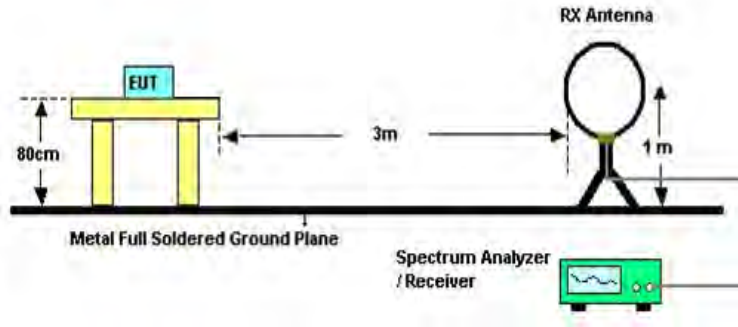 RX Antenna
EUT
3m
80cm
1 m
Metal Full Soldered Ground Plane
Spectrum Analyzer
/ Receiver